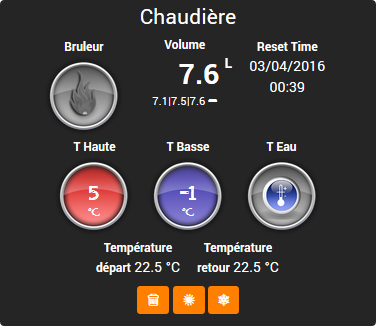 Chaudière
Bruleur
Volume
Reset Time
7.6 L
03/04/2016
00:39
7.1|7.5|7.6
T Haute
T Basse
T Eau
5
°C
-1
°C
Température
départ 22.5 °C
Température
retour 22.5 °C